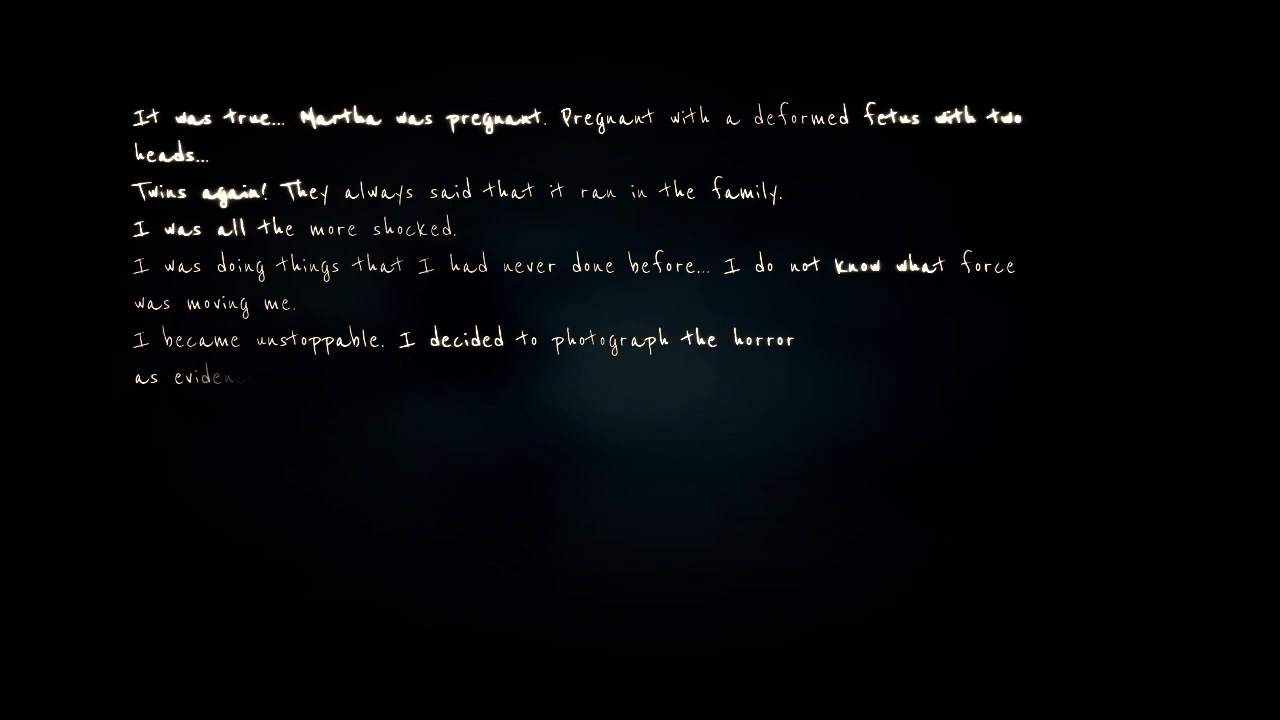 It was true... Martha was pregnant. Pregnant with a deformed fetus with two
heads...
Twins again! They always said that it ran in the family.
I was all the more shocked.
I was doing things that I had never done before... I do not know what force
was moving me.
I became unstoppable. I decided to photograph the horror
as evidenc